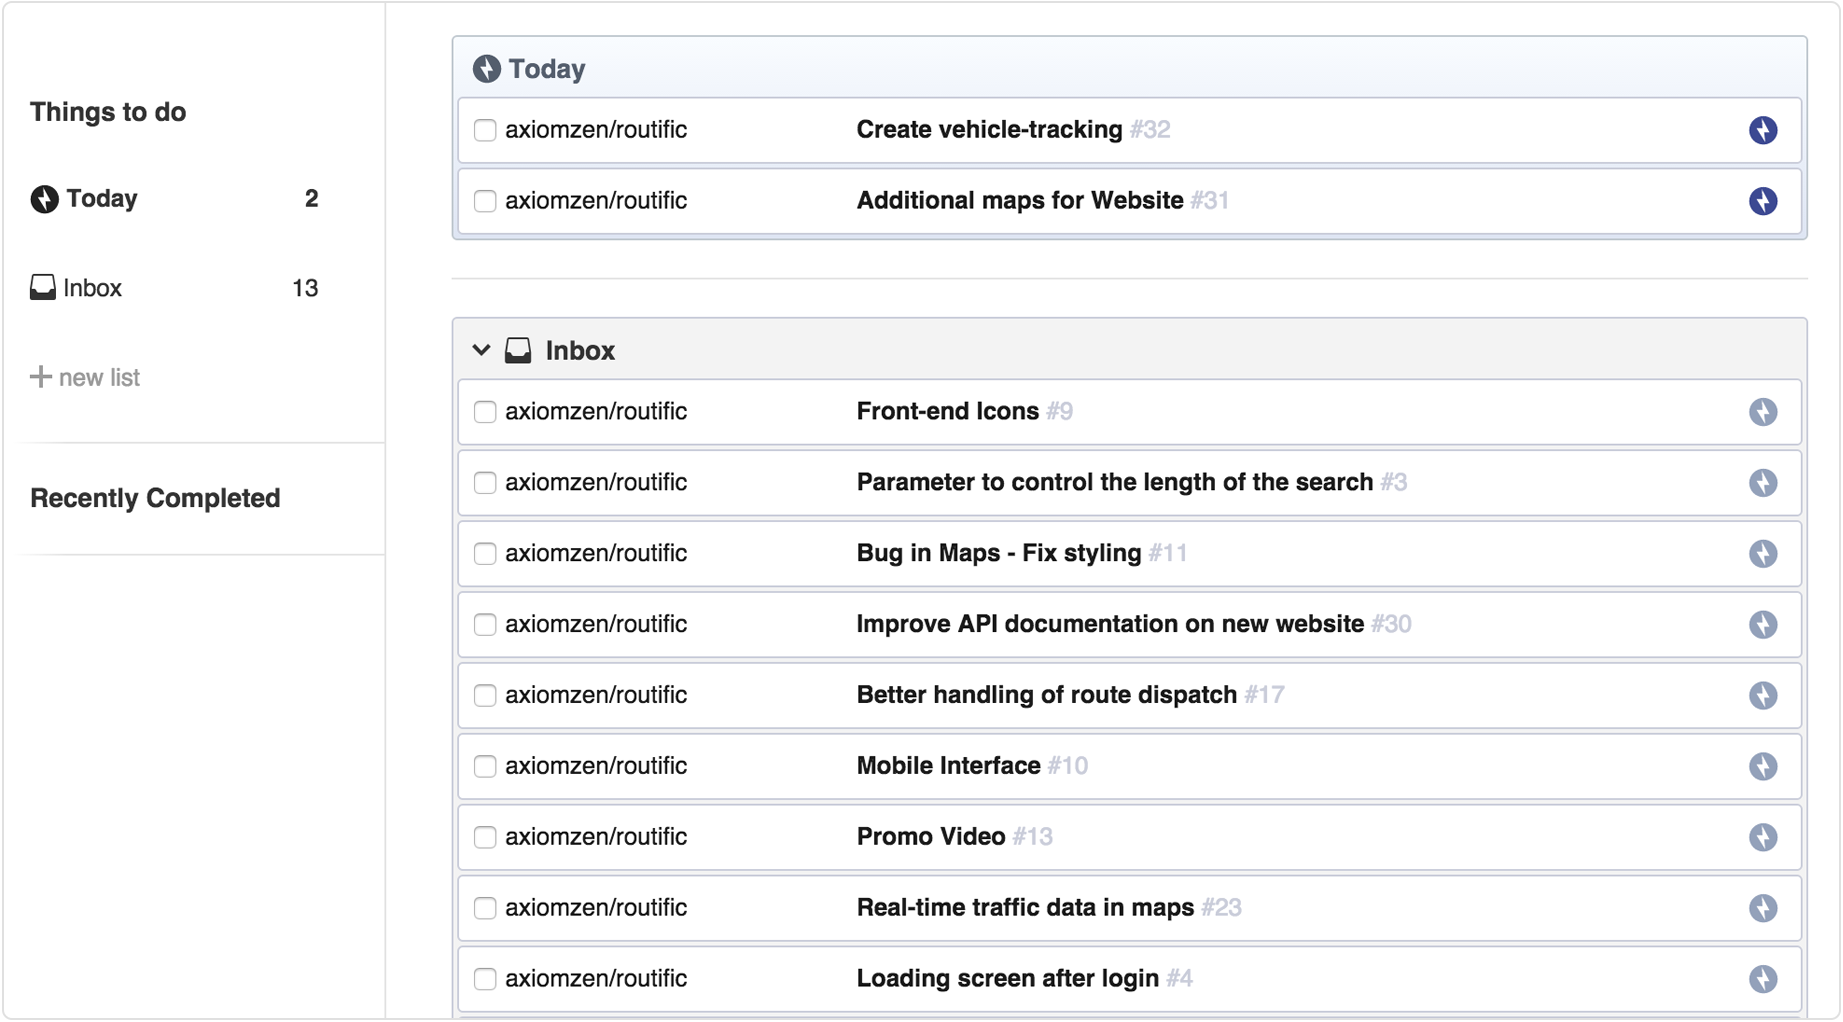 Things to do
Today 2
Inbox 13
+ new list
Recently Completed
Today
axiomzen/routific Create vehicle-tracking #32
axiomzen/routific Additional maps for Website #31
Inbox
axiomzen/routific Front-end Icons #9
axiomzen/routific Parameter to control the length of the search #3
axiomzen/routific Bug in Maps - Fix styling #11
axiomzen/routific Improve API documentation on new website #30
axiomzen/routific Better handling of route dispatch #17
axiomzen/routific Mobile Interface #10
axiomzen/routific Promo Video #13
axiomzen/routific Real-time traffic data in maps #23
axiomzen/routific Loading screen after login #4